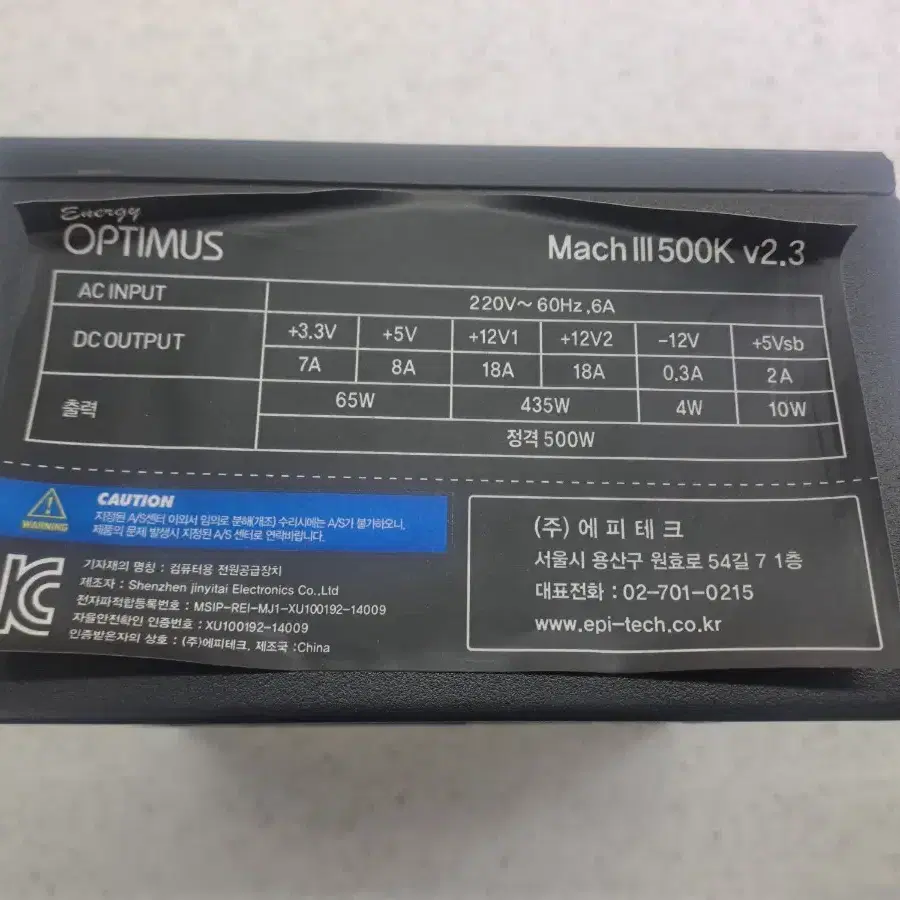 Energy
OPTIMUS
Mach III 500K v2.3
AC INPUT
220V~ 60Hz, 6A
DC OUTPUT
+3.3V +5V +12V1 +12V2 -12V +5Vsb
7A 8A 18A 18A 0.3A 2A
출력
65W 435W 4W 10W
정격 500W
WARNING
CAUTION
지정된 A/S센터 이외서 임의로 분해(개조) 수리시에는 A/S가 불가하오니,
제품의 문제 발생시 지정된 A/S 센터로 연락바랍니다.
기자재의 명칭 : 컴퓨터용 전원공급장치
제조자 : Shenzhen jinyitai Electronics Co.,Ltd
전자파적합등록번호 : MSIP-REI-MJ1-XU100192-14009
자율안전확인 인증번호 : XU100192-14009
인증받은자의 상호 : (주)에피테크, 제조국 :China
(주) 에피테크
서울시 용산구 원효로 54길 7 1층
대표전화 : 02-701-0215
www.epi-tech.co.kr